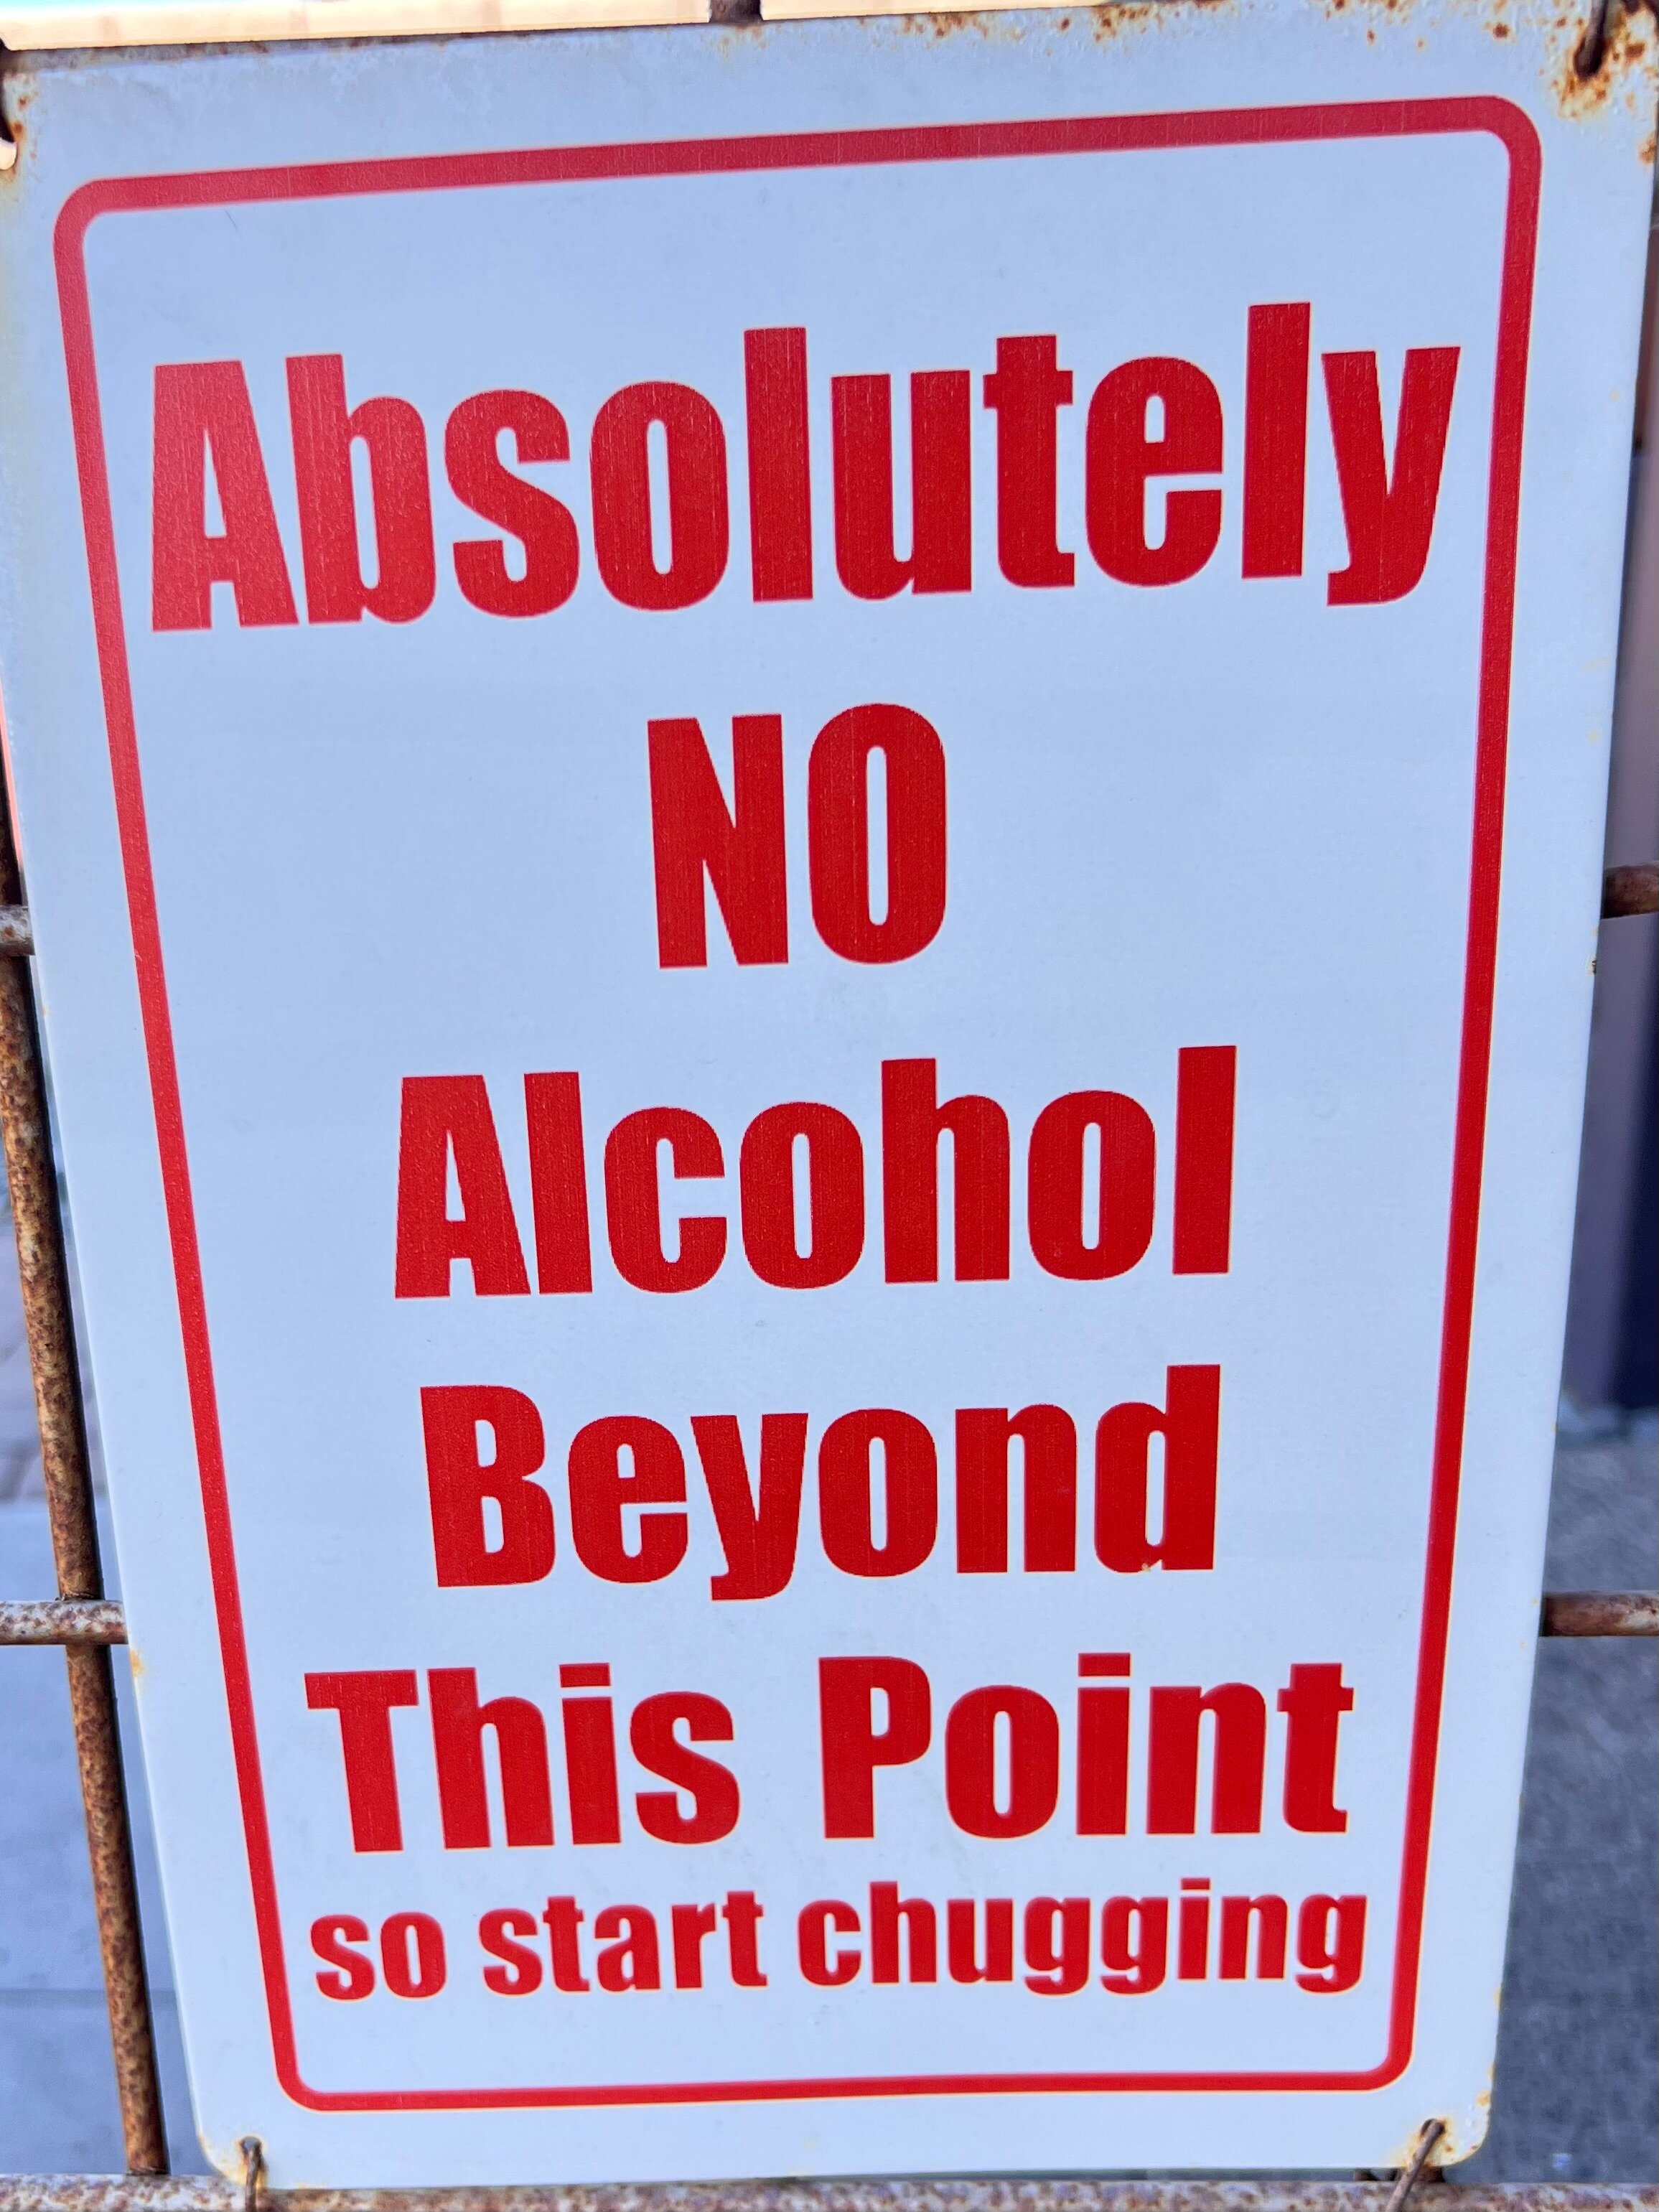 Absolutely
NO
Alcohol
Beyond
This Point
so start chugging